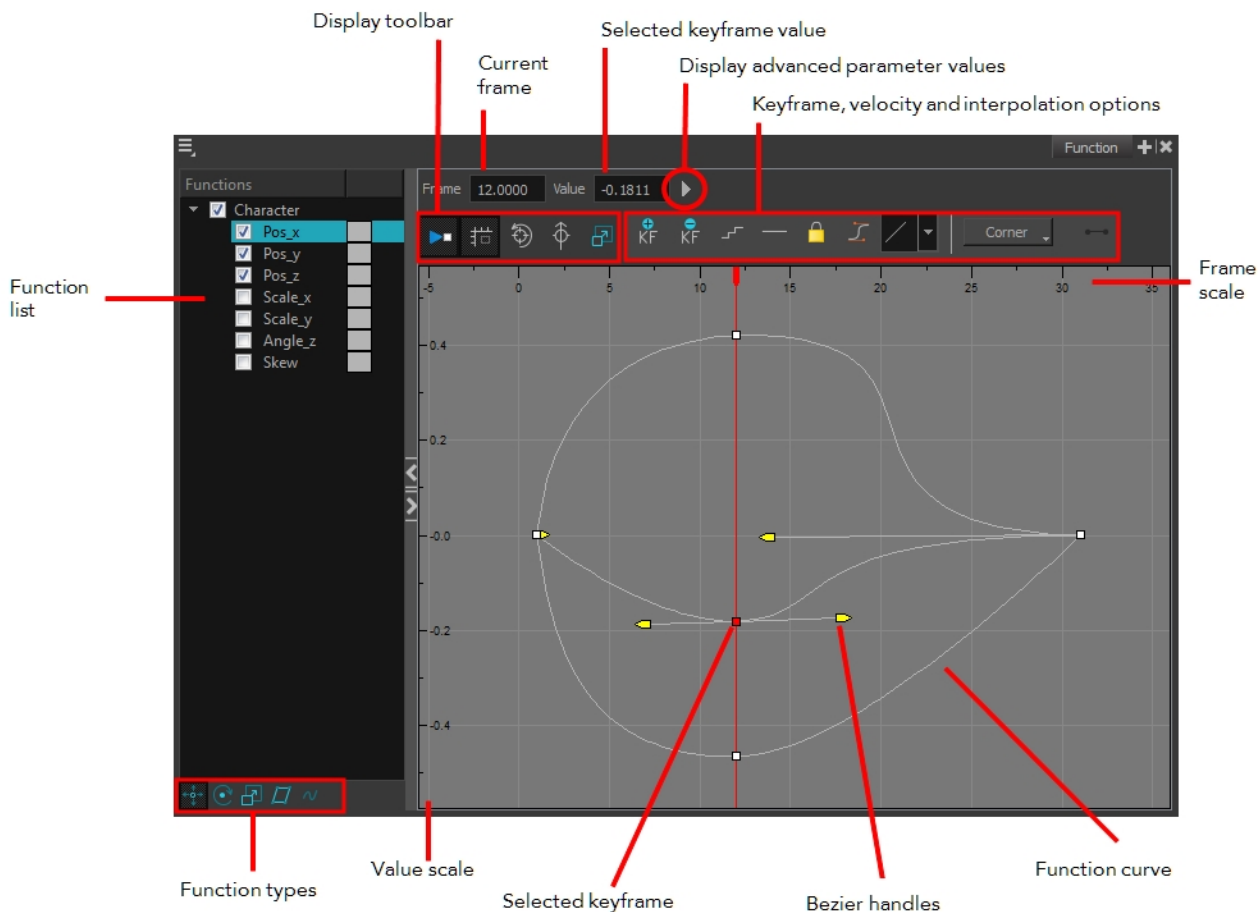 Display toolbar
Selected keyframe value
Current
frame
Display advanced parameter values
Keyframe, velocity and interpolation options
Function
Functions
Frame 12.0000 Value -0.1811
Character
Pos_x
Pos_y
Pos_z
Scale_x
Scale_y
Angle_z
Skew
KF KF Corner
-5 0 5 10 15 20 25 30 35
-0.4
-0.2
-0.0
-0.2
-0.4
Function
list
Frame
scale
Function types
Value scale
Selected keyframe
Bezier handles
Function curve